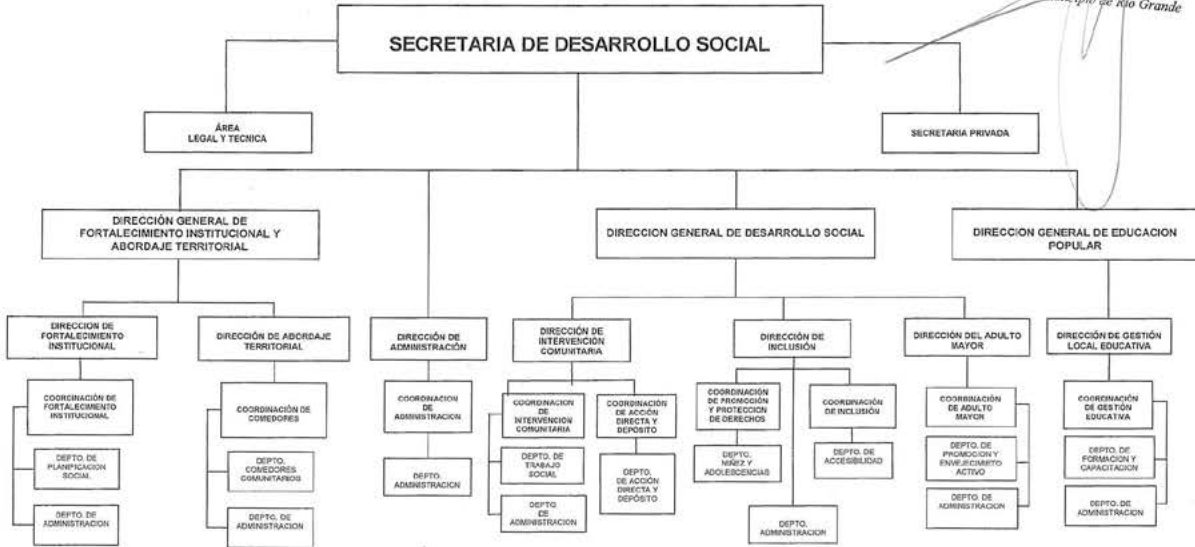 de Río Grande
SECRETARIA DE DESARROLLO SOCIAL
ÁREA
LEGAL Y TECNICA
SECRETARIA PRIVADA
DIRECCIÓN GENERAL DE
FORTALECIMIENTO INSTITUCIONAL Y
ABORDAJE TERRITORIAL
DIRECCION GENERAL DE DESARROLLO SOCIAL
DIRECCION GENERAL DE EDUCACION
POPULAR
DIRECCION DE
FORTALECIMIENTO
INSTITUCIONAL
DIRECCIÓN DE ABORDAJE
TERRITORIAL
DIRECCIÓN DE
ADMINISTRACIÓN
DIRECCIÓN DE
INTERVENCIÓN
COMUNITARIA
DIRECCIÓN DE
INCLUSIÓN
DIRECCIÓN DEL ADULTO
MAYOR
DIRECCIÓN DE GESTIÓN
LOCAL EDUCATIVA
COORDINACIÓN DE
FORTALECIMIENTO
INSTITUCIONAL
COORDINACIÓN DE
COMEDORES
COORDINACION
DE
ADMINISTRACION
COORDINACION
DE
INTERVENCION
COMUNITARIA
COORDINACIÓN
DE ACCIÓN
DIRECTA Y
DEPÓSITO
COORDINACIÓN
DE PROMOCIÓN
Y PROTECCION
DE DERECHOS
COORDINACIÓN
DE INCLUSIÓN
COORDINACIÓN
DE ADULTO
MAYOR
COORDINACIÓN
DE GESTIÓN
EDUCATIVA
DEPTO. DE
PLANIFICACION
SOCIAL
DEPTO.
COMEDORES
COMUNITARIOS
DEPTO.
ADMINISTRACION
DEPTO. DE
TRABAJO
SOCIAL
DEPTO.
DE ACCIÓN
DIRECTA Y
DEPÓSITO
DEPTO.
NIÑEZ Y
ADOLESCENCIAS
DEPTO. DE
ACCESIBILIDAD
DEPTO. DE
PROMOCION Y
ENVEJECIMIETO
ACTIVO
DEPTO. DE
FORMACION Y
CAPACITACION
DEPTO. DE
ADMINISTRACION
DEPTO. DE
ADMINISTRACION
DEPTO
DE
ADMINISTRACION
DEPTO.
ADMINISTRACION
DEPTO. DE
ADMINISTRACION
DEPTO. DE
ADMINISTRACION